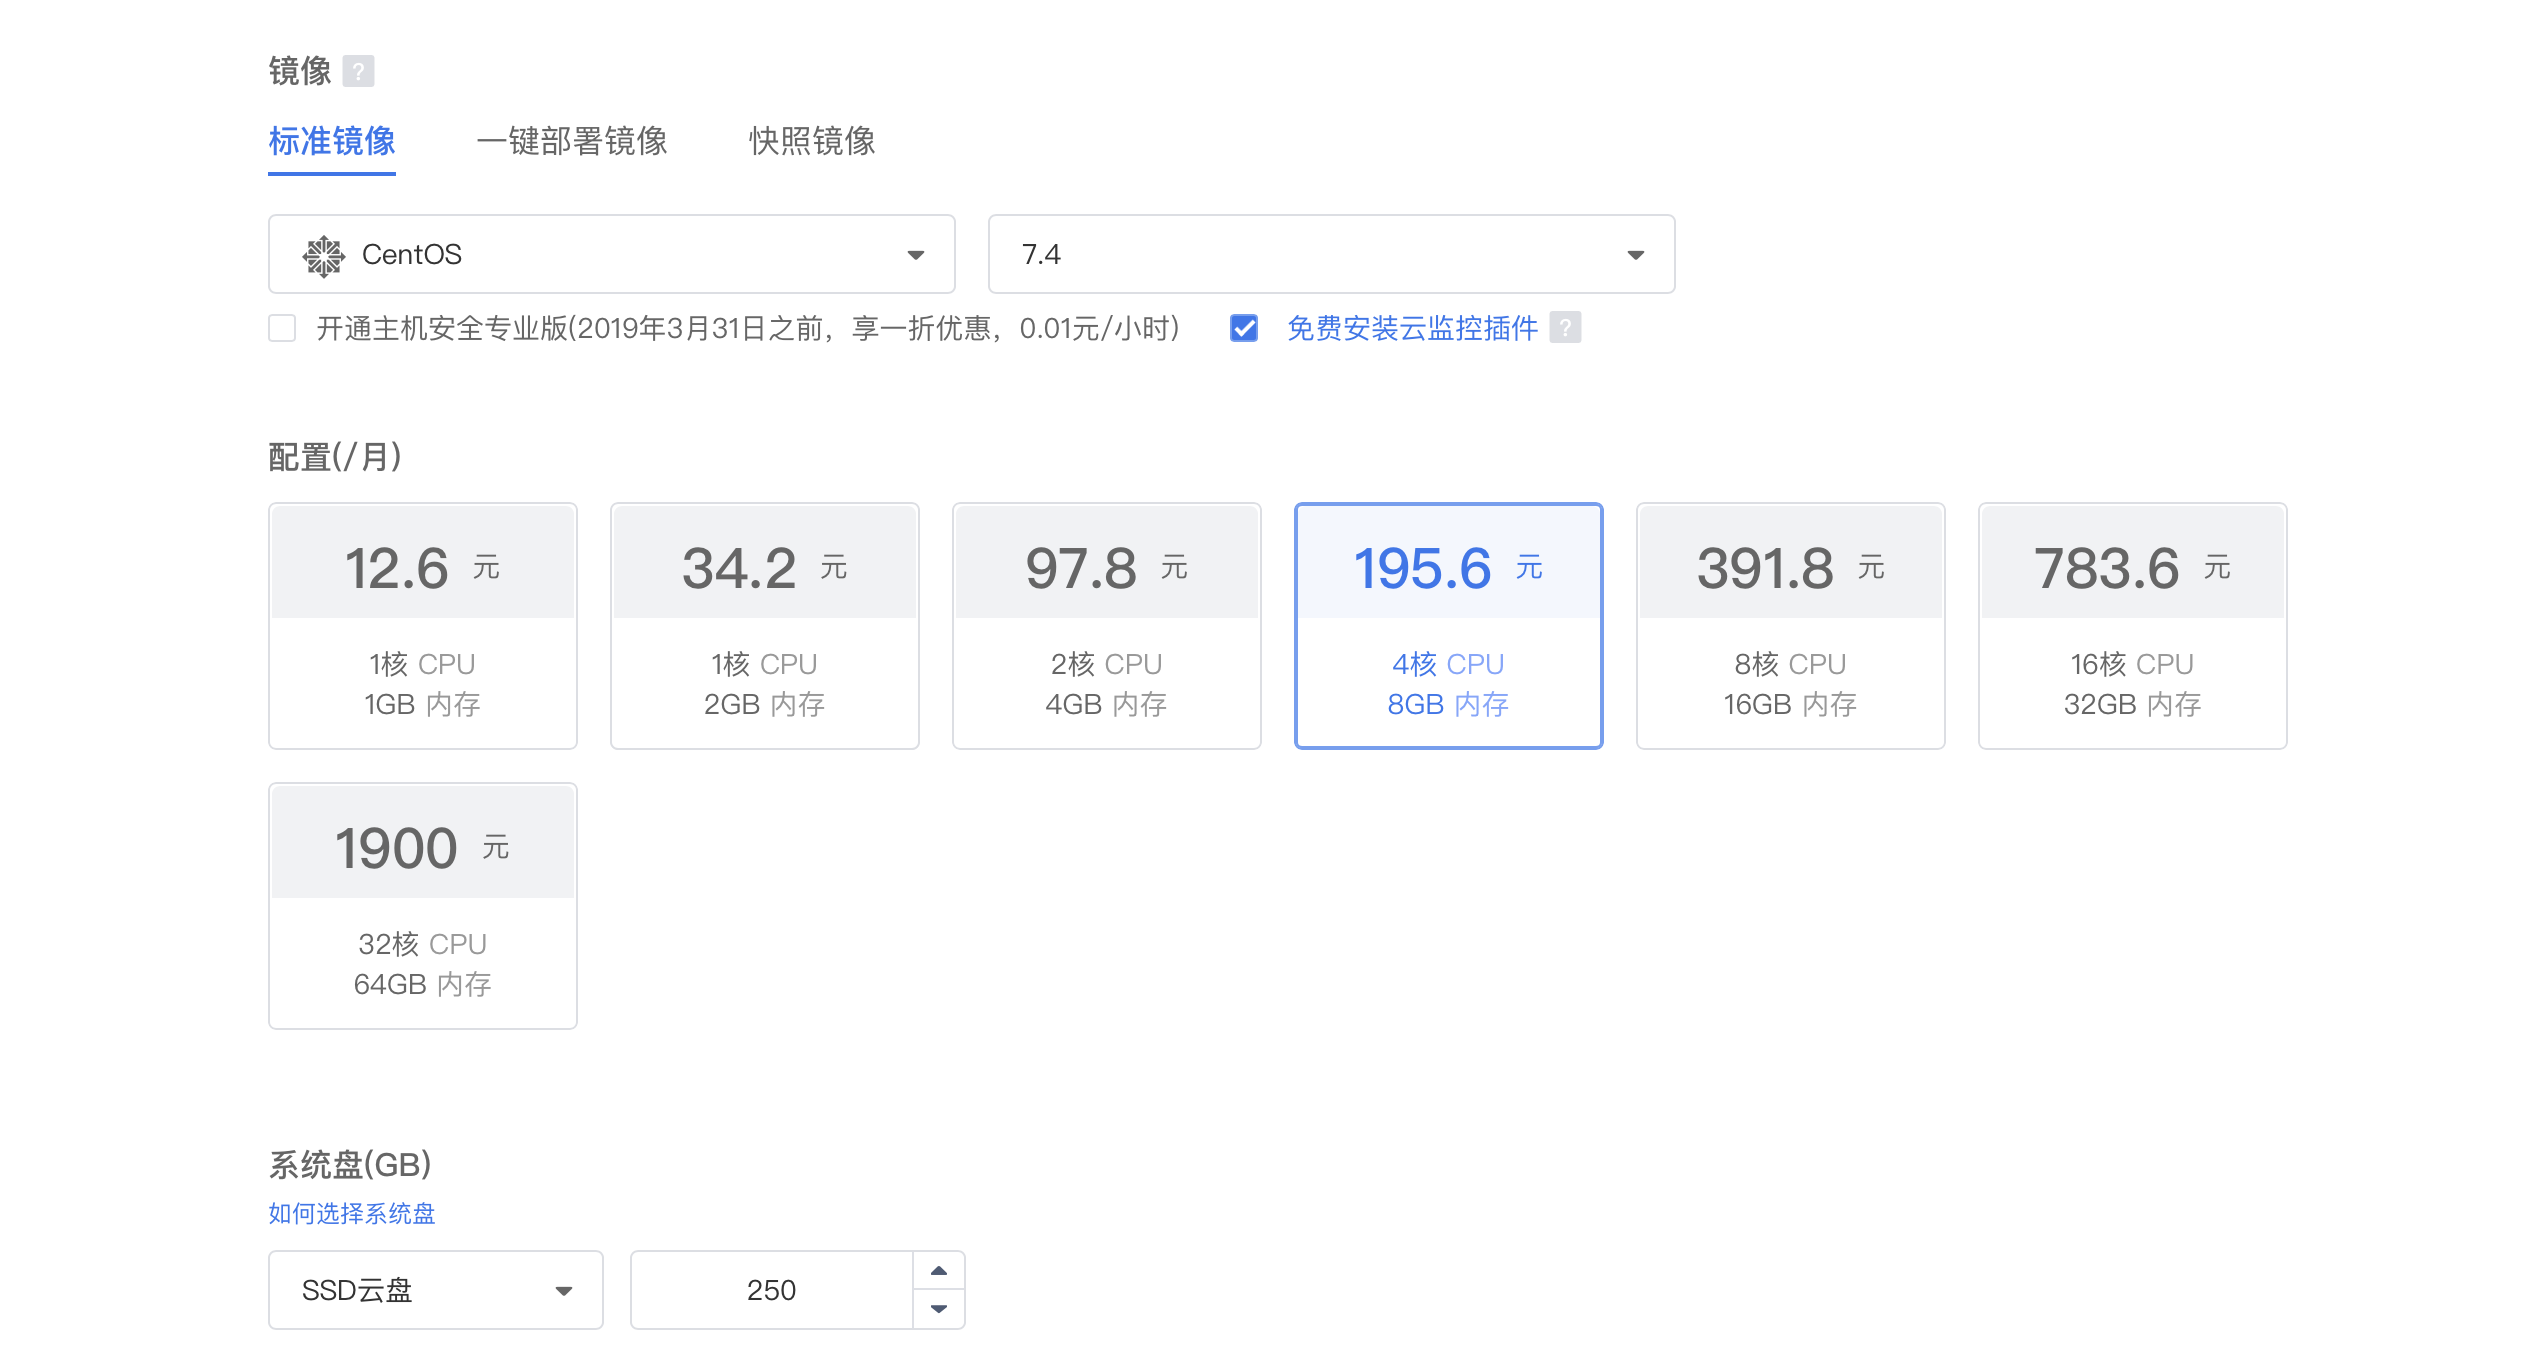 镜像 ?
标准镜像 一键部署镜像 快照镜像
CentOS 7.4
开通主机安全专业版(2019年3月31日之前，享一折优惠，0.01元/小时) 免费安装云监控插件 ?
配置(/月)
12.6 元 34.2 元 97.8 元 195.6 元 391.8 元 783.6 元
1核 CPU 1核 CPU 2核 CPU 4核 CPU 8核 CPU 16核 CPU
1GB 内存 2GB 内存 4GB 内存 8GB 内存 16GB 内存 32GB 内存
1900 元
32核 CPU
64GB 内存
系统盘(GB)
如何选择系统盘
SSD云盘 250